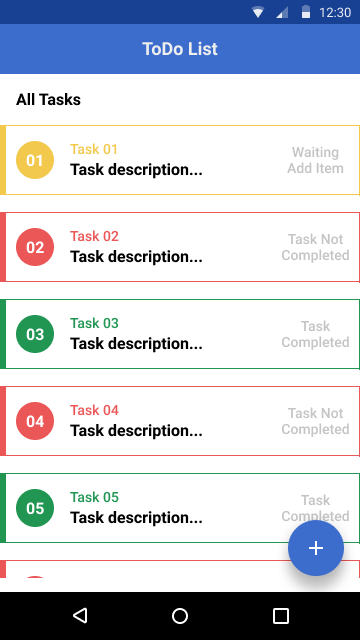 12:30
ToDo List
All Tasks
01
Task 01
Task description...
Waiting
Add Item
02
Task 02
Task description...
Task Not
Completed
03
Task 03
Task description...
Task
Completed
04
Task 04
Task description...
Task Not
Completed
05
Task 05
Task description...
Task
Completed
+